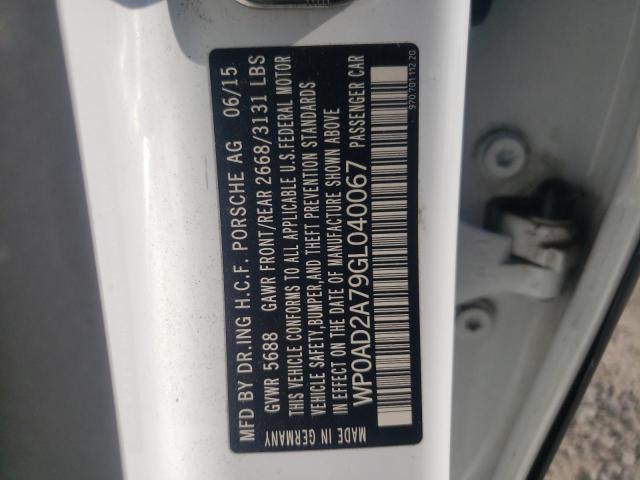 MFD BY DR.ING H.C.F. PORSCHE AG 06/15
GVWR 5688 GAWR FRONT/REAR 2668/3131 LBS
THIS VEHICLE CONFORMS TO ALL APPLICABLE U.S.FEDERAL MOTOR
VEHICLE SAFETY,BUMPER,AND THEFT PREVENTION STANDARDS
IN EFFECT ON THE DATE OF MANUFACTURE SHOWN ABOVE
WP0AD2A79GL040067 PASSENGER CAR
MADE IN GERMANY
970.701.112.20